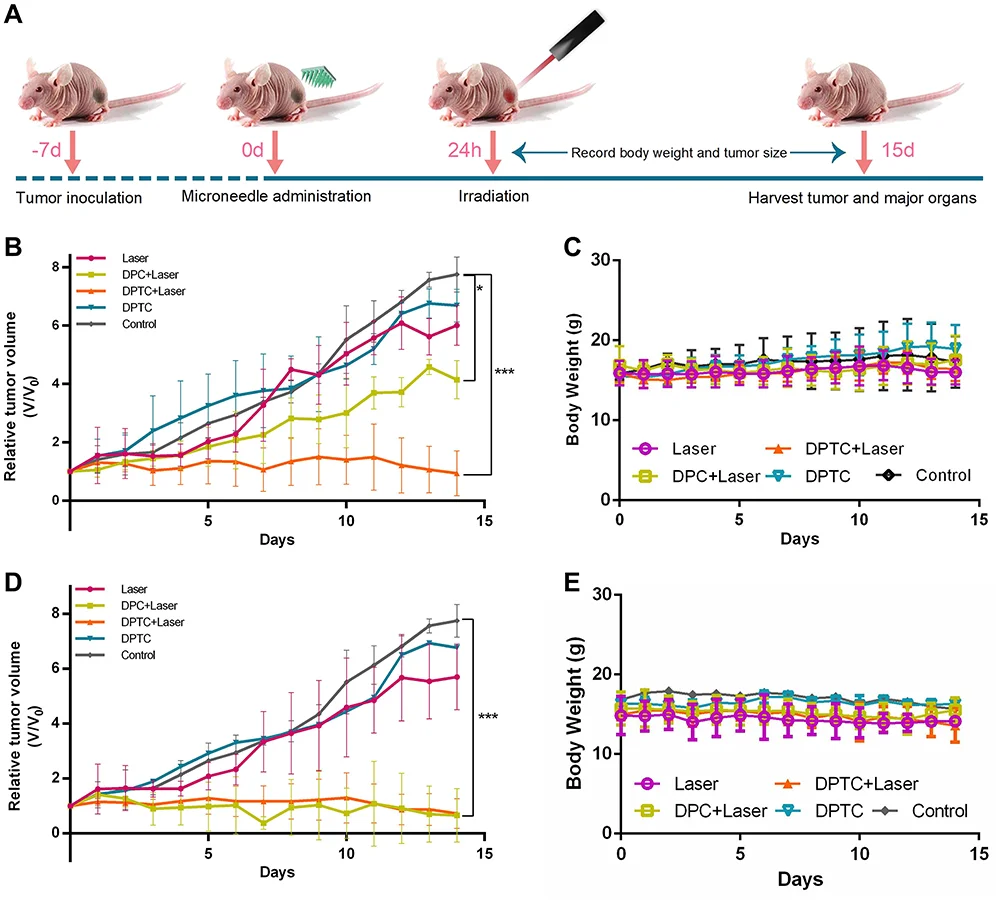 A
-7d
0d
24h
Record body weight and tumor size
15d
Tumor inoculation
Microneedle administration
Irradiation
Harvest tumor and major organs
B
Laser
DPC+Laser
DPTC+Laser
DPTC
Control
Relative tumor volume
(V/V0)
8
6
4
2
0
5
10
15
Days
*
***
C
Body Weight (g)
30
20
10
0
Laser
DPTC+Laser
DPC+Laser
DPTC
Control
0
5
10
15
Days
D
Laser
DPC+Laser
DPTC+Laser
DPTC
Control
Relative tumor volume
(V/V0)
8
6
4
2
0
5
10
15
Days
***
E
Body Weight (g)
30
20
10
0
Laser
DPTC+Laser
DPC+Laser
DPTC
Control
0
5
10
15
Days